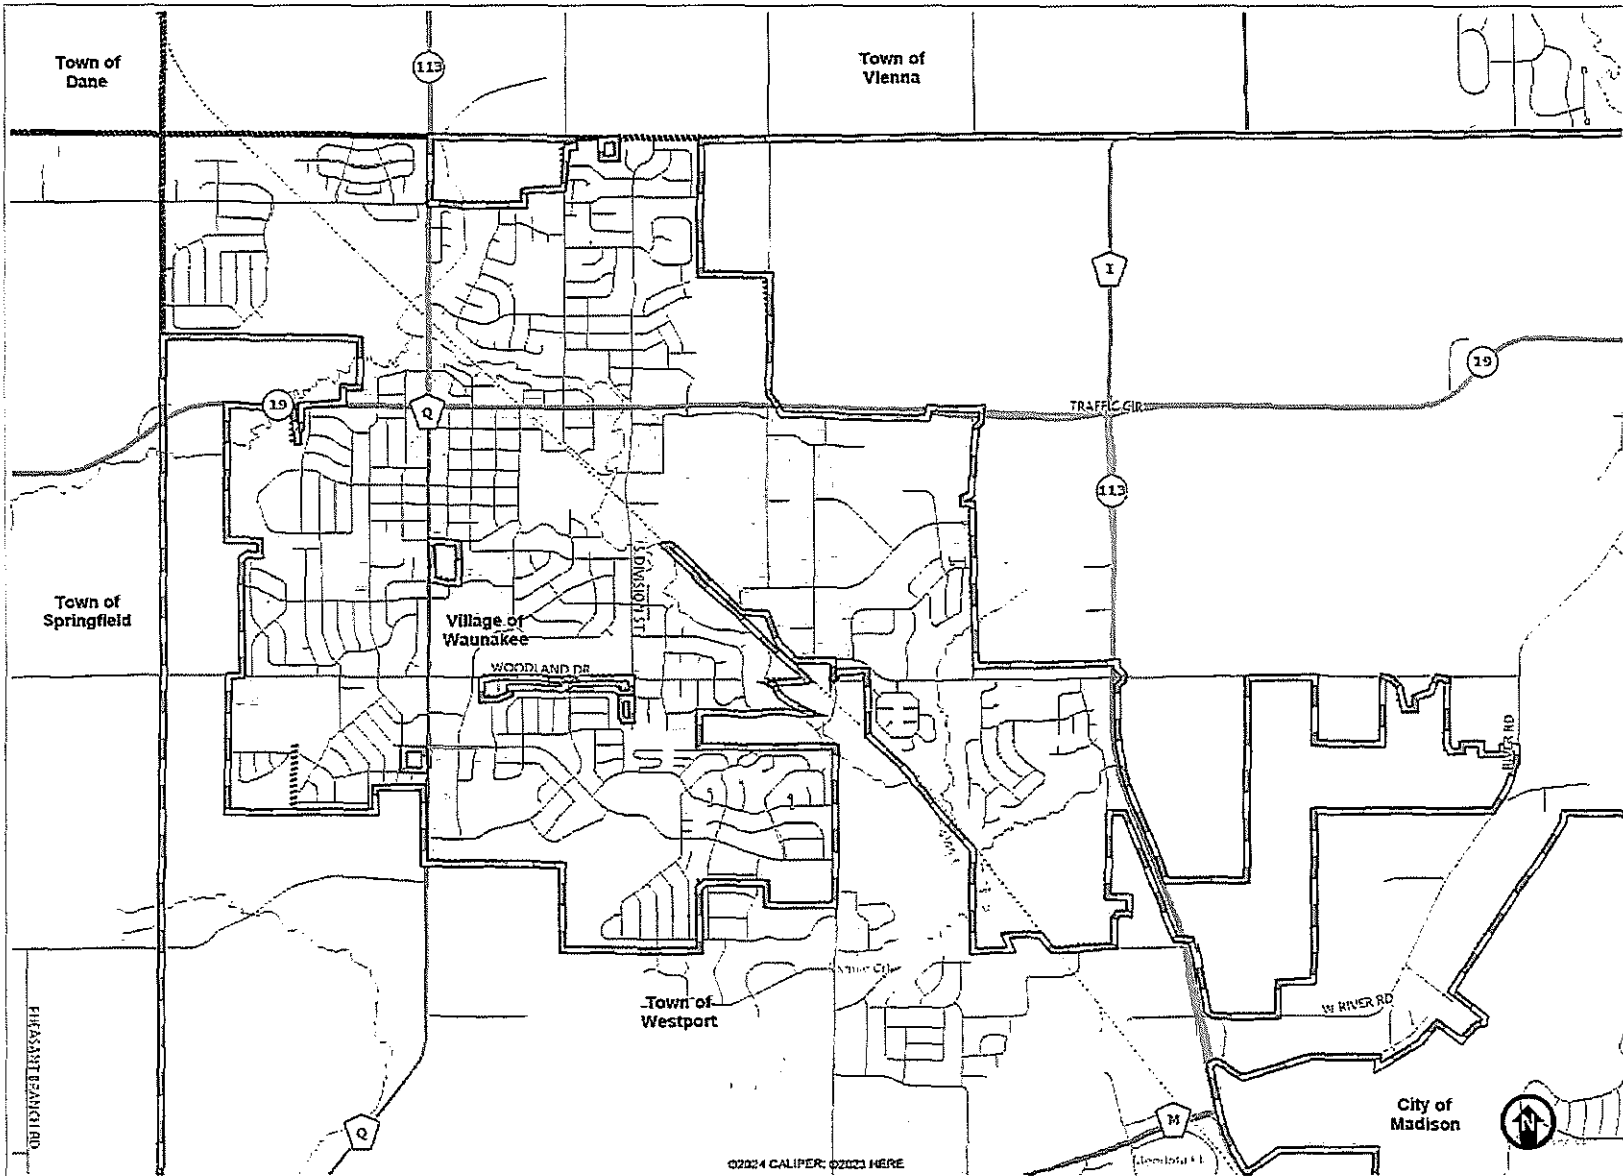 Town of
Dane
113
Town of
Vienna
I
19
19
Q
TRAFFIC CIR
113
S DIVISION ST
Town of
Springfield
Village of
Waunakee
WOODLAND DR
RIVER RD
Town of
Westport
W RIVER RD
PHEASANT BRANCH RD
City of
Madison
N
Q
M
©2024 CALIPER; ©2023 HERE